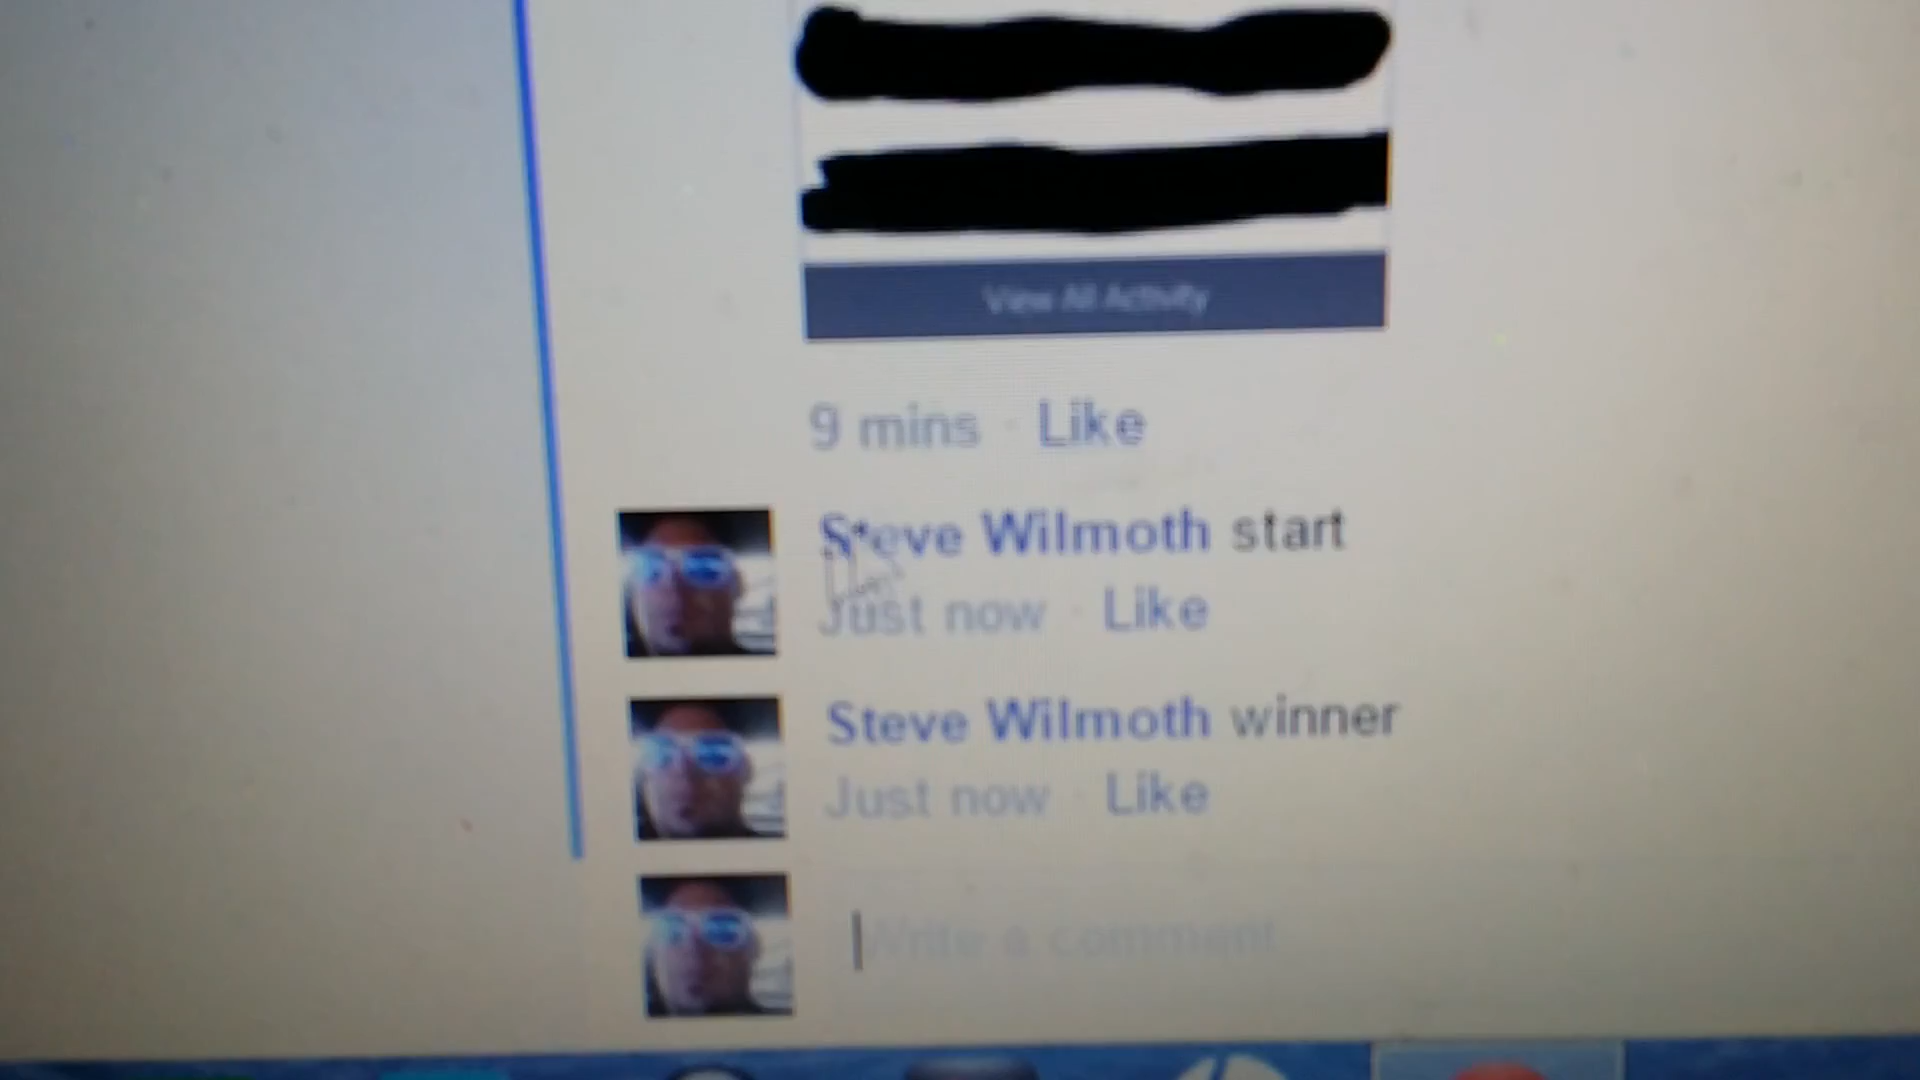 View All Activity
9 mins · Like
Steve Wilmoth start
Just now · Like
Steve Wilmoth winner
Just now · Like
Write a comment